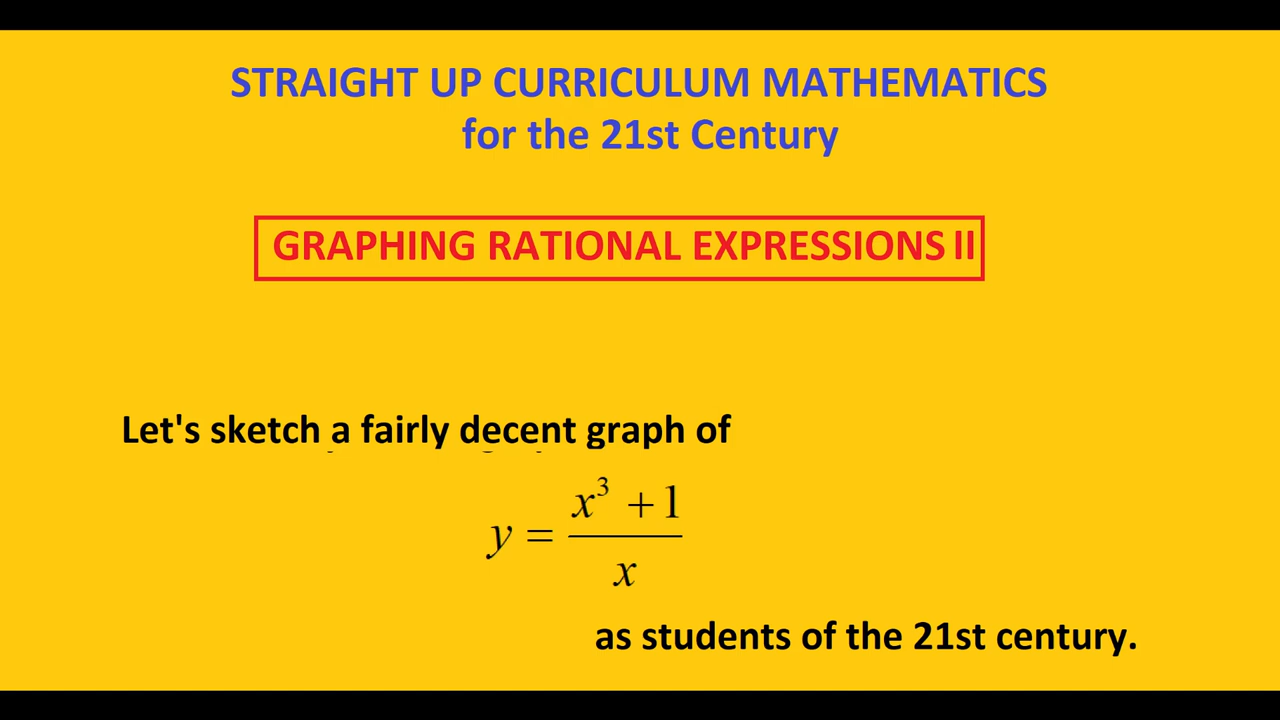 STRAIGHT UP CURRICULUM MATHEMATICS
for the 21st Century
GRAPHING RATIONAL EXPRESSIONS II
Let's sketch a fairly decent graph of
y = (x³ + 1)/x
as students of the 21st century.